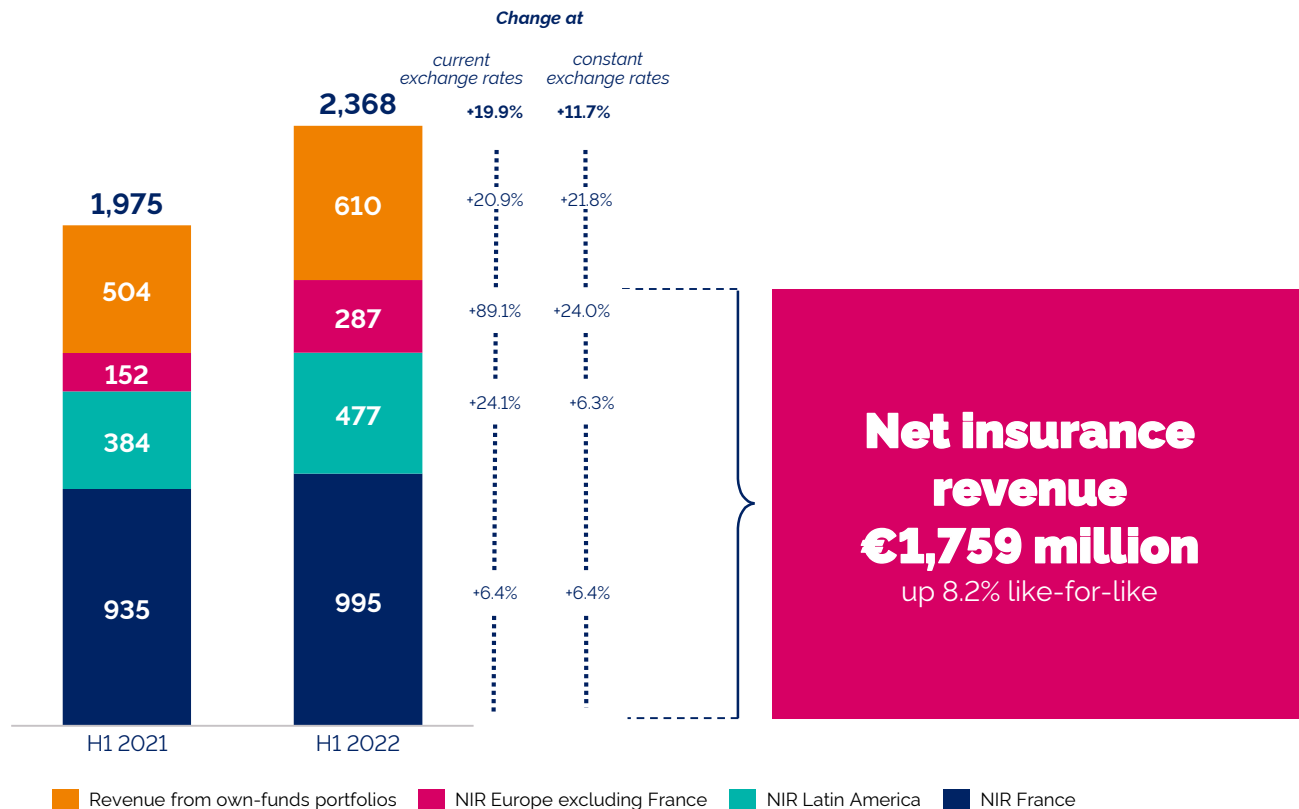 Change at
current
exchange rates
constant
exchange rates
2,368
+19.9%
+11.7%
1,975
610
+20.9%
+21.8%
504
287
+89.1%
+24.0%
152
384
477
+24.1%
+6.3%
935
995
+6.4%
+6.4%
H1 2021
H1 2022
Net insurance
revenue
€1,759 million
up 8.2% like-for-like
Revenue from own-funds portfolios
NIR Europe excluding France
NIR Latin America
NIR France